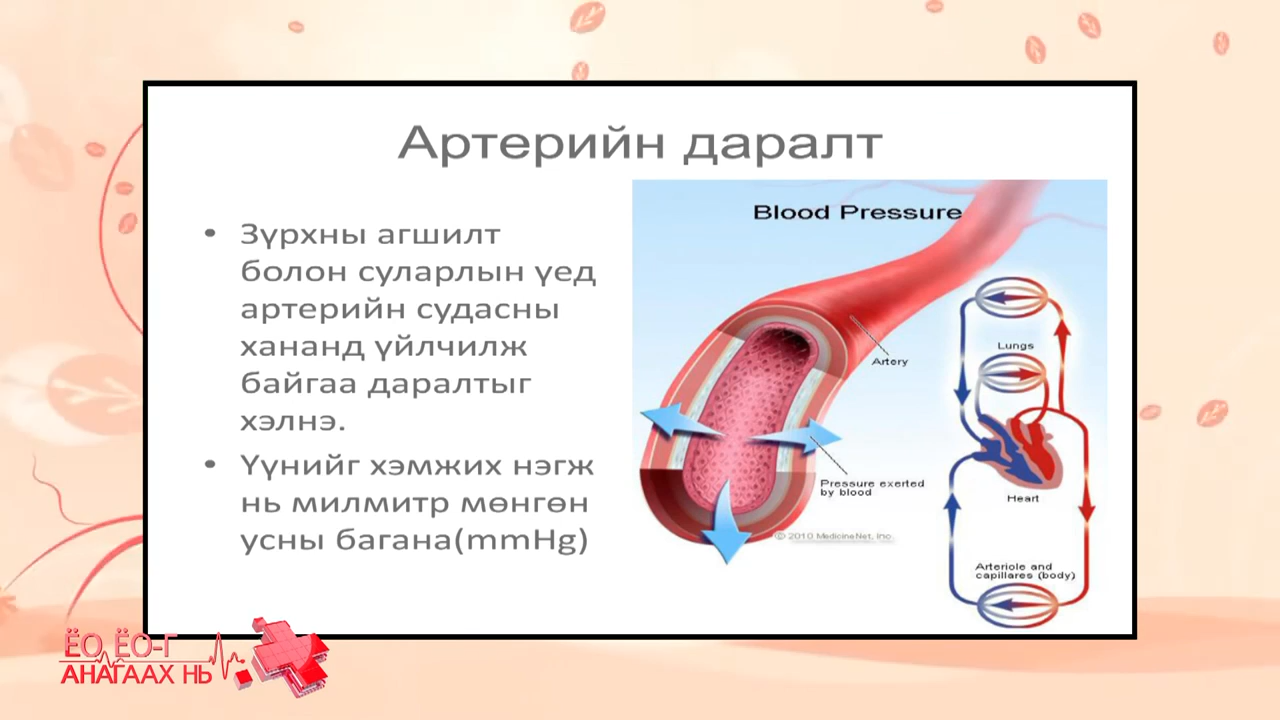 Артерийн даралт
• Зүрхны агшилт
болон суларлын үед
артерийн судасны
хананд үйлчилж
байгаа даралтыг
хэлнэ.
• Үүнийг хэмжих нэгж
нь милмитр мөнгөн
усны багана(mmHg)
Blood Pressure
Artery
Pressure exerted
by blood
© 2010 MedicineNet, Inc.
Lungs
Heart
Arteriole and
capillares (body)
ЁО ЁО-Г
АНАГААХ НЬ